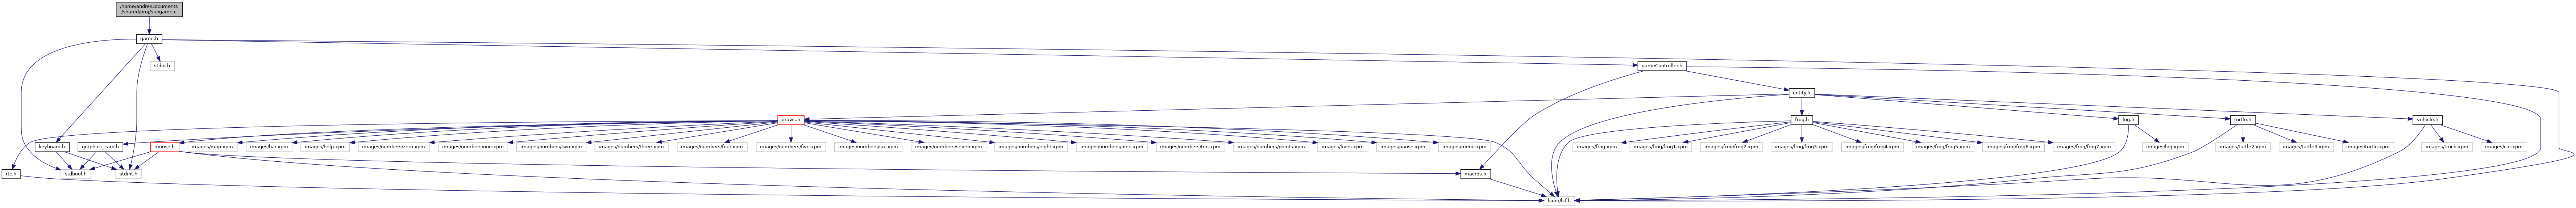 /home/andre/Documents
/shared/proj/src/game.c
game.h
stdio.h
gameController.h
entity.h
draws.h
frog.h
log.h
turtle.h
vehicle.h
keyboard.h
graphics_card.h
mouse.h
images/map.xpm
images/bar.xpm
images/help.xpm
images/numbers/zero.xpm
images/numbers/one.xpm
images/numbers/two.xpm
images/numbers/three.xpm
images/numbers/four.xpm
images/numbers/five.xpm
images/numbers/six.xpm
images/numbers/seven.xpm
images/numbers/eight.xpm
images/numbers/nine.xpm
images/numbers/ten.xpm
images/numbers/points.xpm
images/lives.xpm
images/pause.xpm
images/menu.xpm
images/frog.xpm
images/frog/frog1.xpm
images/frog/frog2.xpm
images/frog/frog3.xpm
images/frog/frog4.xpm
images/frog/frog5.xpm
images/frog/frog6.xpm
images/frog/frog7.xpm
images/log.xpm
images/turtle2.xpm
images/turtle3.xpm
images/turtle.xpm
images/truck.xpm
images/car.xpm
rtc.h
stdbool.h
stdint.h
macros.h
lcom/lcf.h